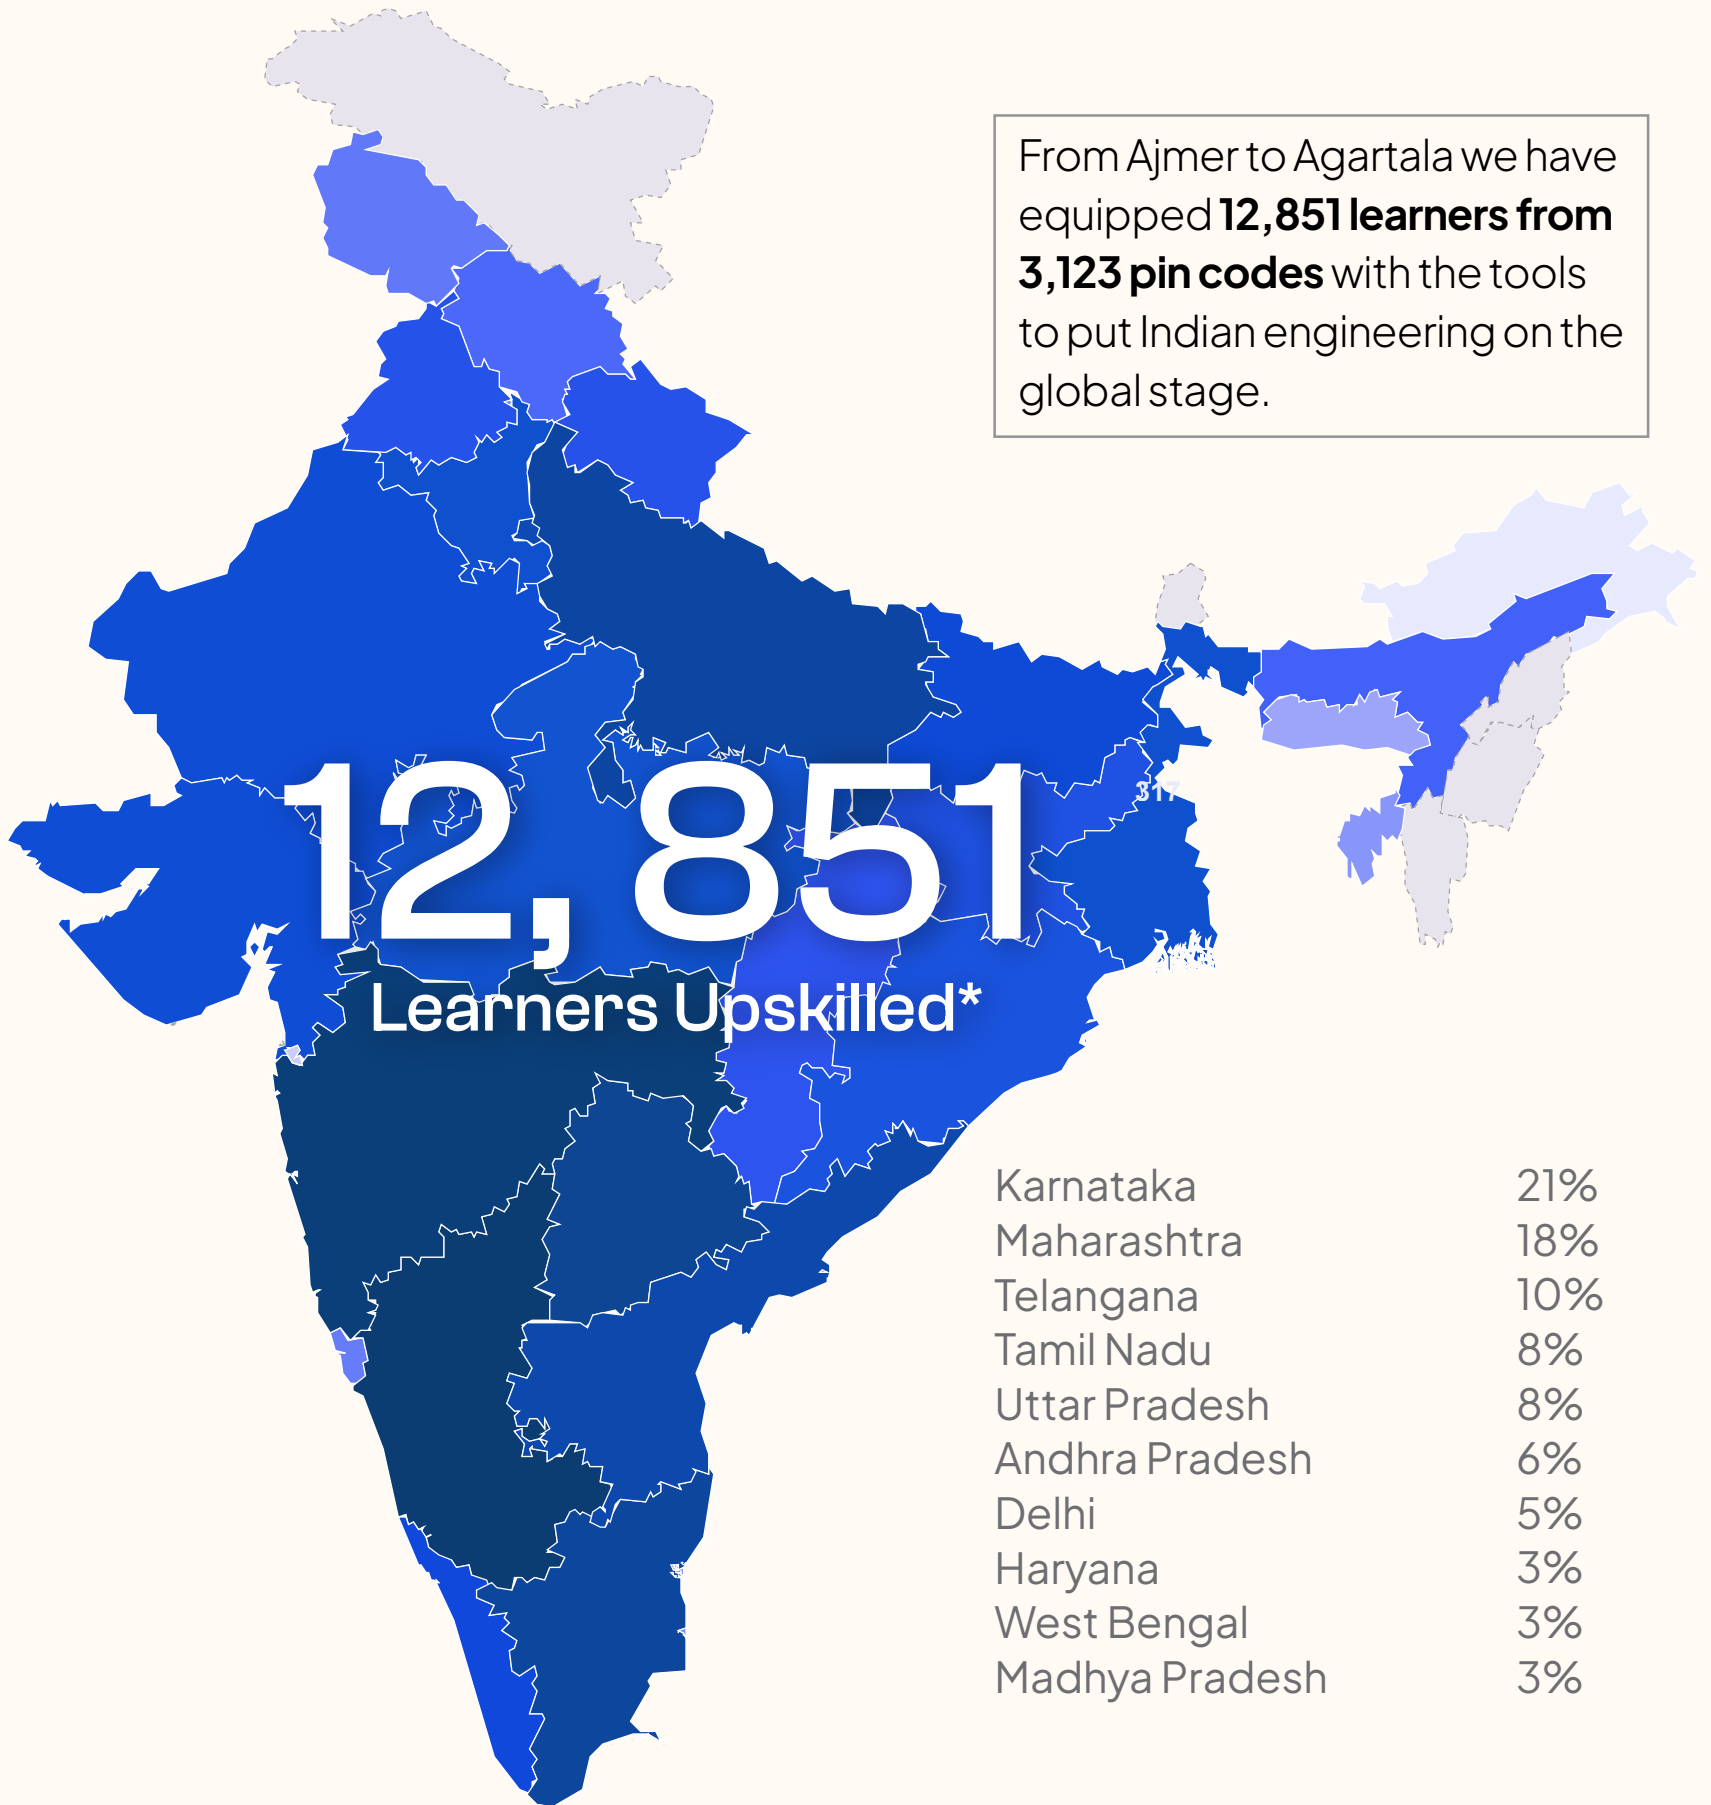 From Ajmer to Agartala we have
equipped 12,851 learners from
3,123 pin codes with the tools
to put Indian engineering on the
global stage.
317
12, 851
Learners Upskilled*
Karnataka 21%
Maharashtra 18%
Telangana 10%
Tamil Nadu 8%
Uttar Pradesh 8%
Andhra Pradesh 6%
Delhi 5%
Haryana 3%
West Bengal 3%
Madhya Pradesh 3%